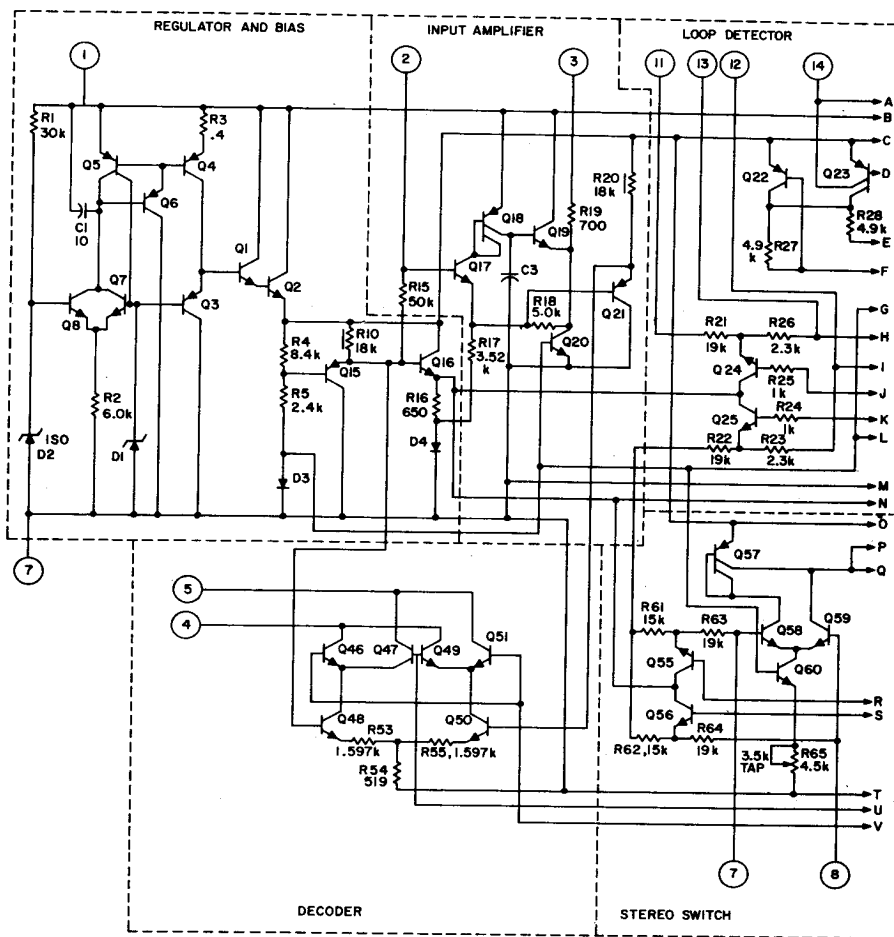 REGULATOR AND BIAS
INPUT AMPLIFIER
LOOP DETECTOR
1
2
3
11
13
12
14
A
B
C
D
E
F
G
H
I
J
K
L
M
N
O
P
Q
R
S
T
U
V
R1
30k
Q5
R3
.4
Q4
Q6
C1
10
Q7
Q8
Q3
Q1
Q2
R2
6.0k
ISO
D2
D1
R4
8.4k
R5
2.4k
D3
R10
18k
Q15
Q16
R16
650
D4
R15
50k
Q17
Q18
Q19
C3
R19
700
R18
5.0k
R17
3.52
k
Q20
R20
18k
Q21
Q22
Q23
R28
4.9k
4.9
k
R27
R21
19k
R26
2.3k
Q24
R25
1k
Q25
R24
1k
R22
19k
R23
2.3k
7
5
4
Q46
Q47
Q49
Q51
Q48
Q50
R53
1.597k
R55, 1.597k
R54
519
Q57
R61
15k
R63
19k
Q58
Q59
Q55
Q60
Q56
R64
R62, 15k
19k
3.5k
TAP
R65
4.5k
7
8
DECODER
STEREO SWITCH